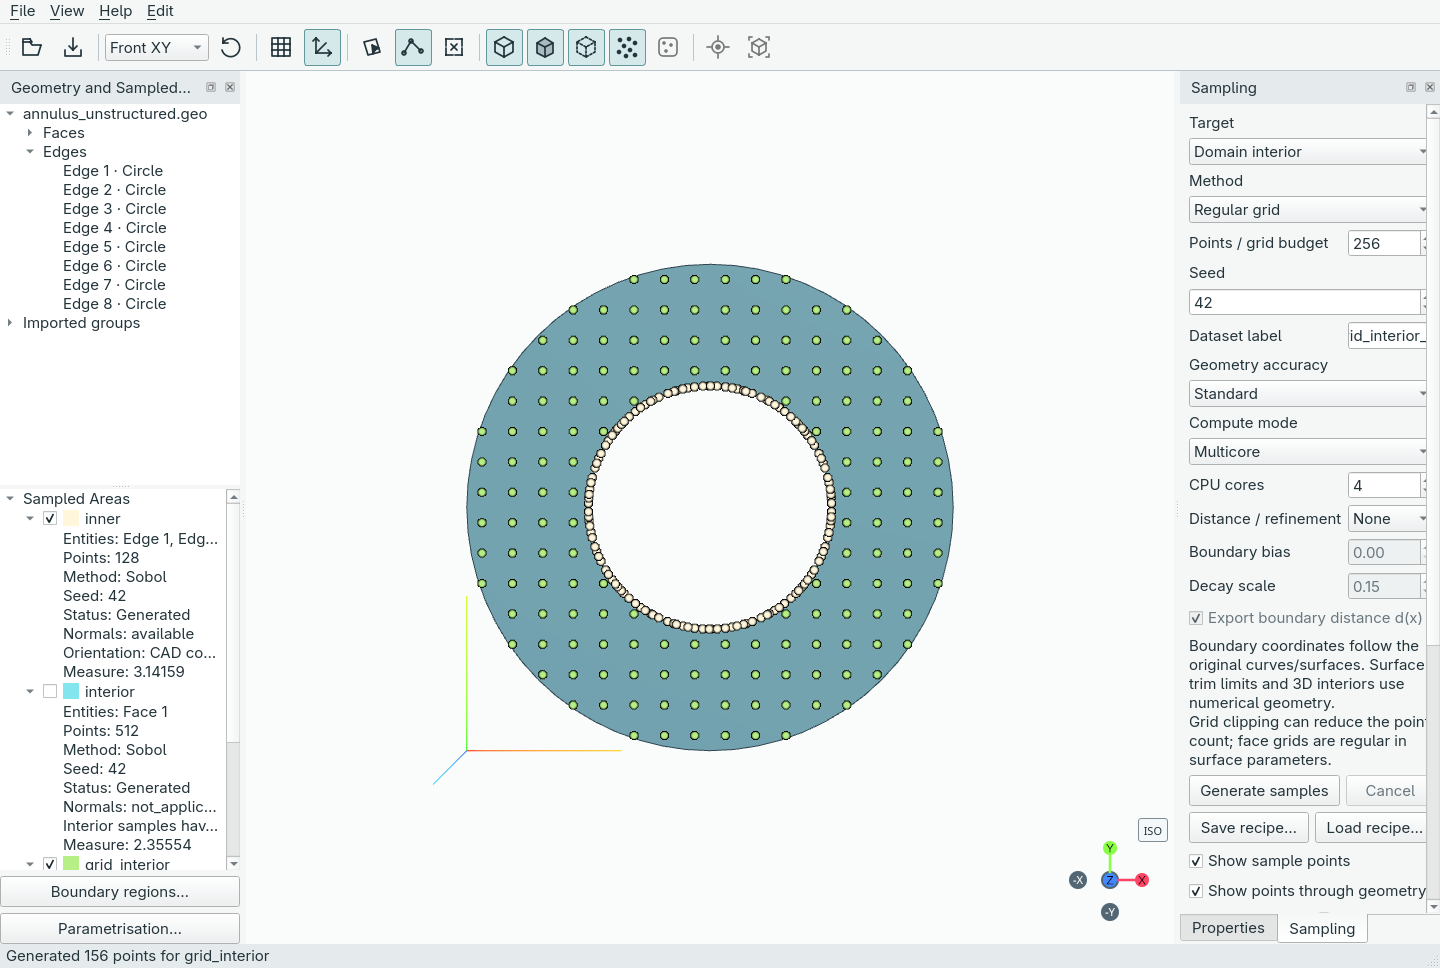 File View Help Edit
Front XY
Geometry and Sampled...
annulus_unstructured.geo
Faces
Edges
Edge 1 · Circle
Edge 2 · Circle
Edge 3 · Circle
Edge 4 · Circle
Edge 5 · Circle
Edge 6 · Circle
Edge 7 · Circle
Edge 8 · Circle
Imported groups
Sampled Areas
inner
Entities: Edge 1, Edg...
Points: 128
Method: Sobol
Seed: 42
Status: Generated
Normals: available
Orientation: CAD co...
Measure: 3.14159
interior
Entities: Face 1
Points: 512
Method: Sobol
Seed: 42
Status: Generated
Normals: not_applic...
Interior samples hav...
Measure: 2.35554
grid_interior
Boundary regions...
Parametrisation...
ISO
Y
-X Z X
-Y
Sampling
Target
Domain interior
Method
Regular grid
Points / grid budget 256
Seed
42
Dataset label id_interior_
Geometry accuracy
Standard
Compute mode
Multicore
CPU cores 4
Distance / refinement None
Boundary bias 0.00
Decay scale 0.15
Export boundary distance d(x)
Boundary coordinates follow the
original curves/surfaces. Surface
trim limits and 3D interiors use
numerical geometry.
Grid clipping can reduce the point
count; face grids are regular in
surface parameters.
Generate samples Cancel
Save recipe... Load recipe...
Show sample points
Show points through geometry
Properties Sampling
Generated 156 points for grid_interior